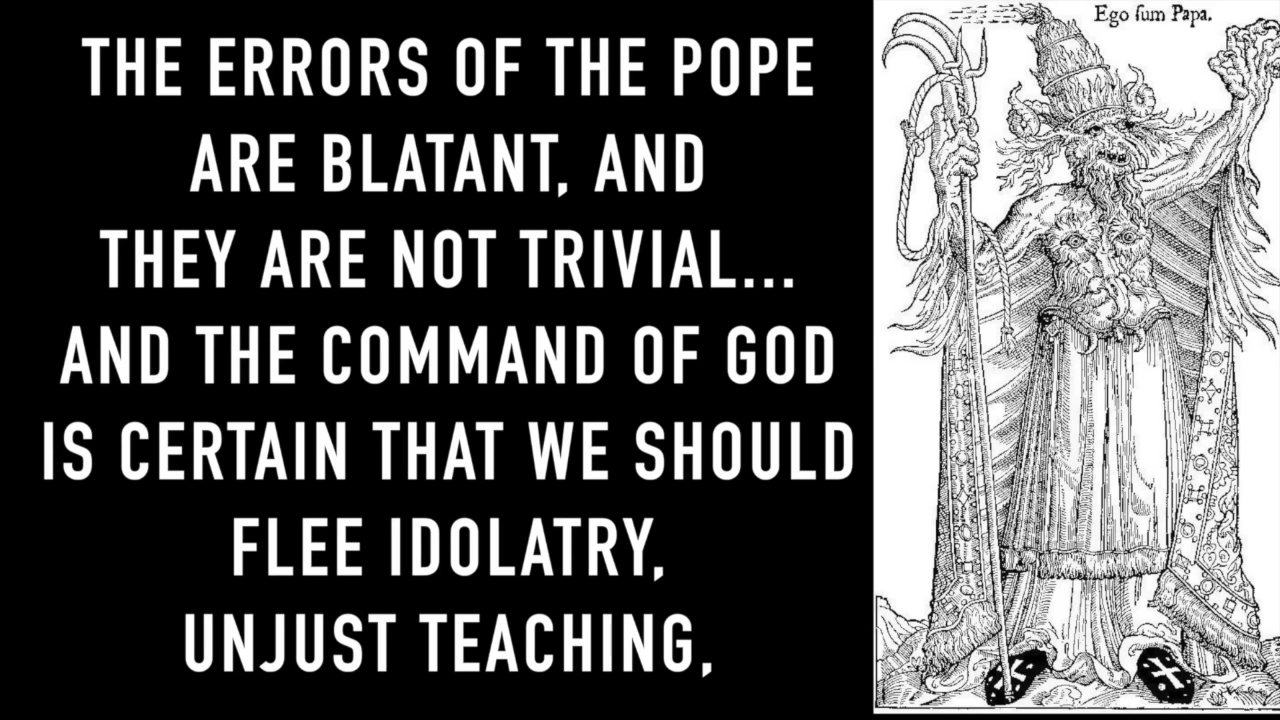 THE ERRORS OF THE POPE
ARE BLATANT, AND
THEY ARE NOT TRIVIAL...
AND THE COMMAND OF GOD
IS CERTAIN THAT WE SHOULD
FLEE IDOLATRY,
UNJUST TEACHING,
Ego ſum Papa.